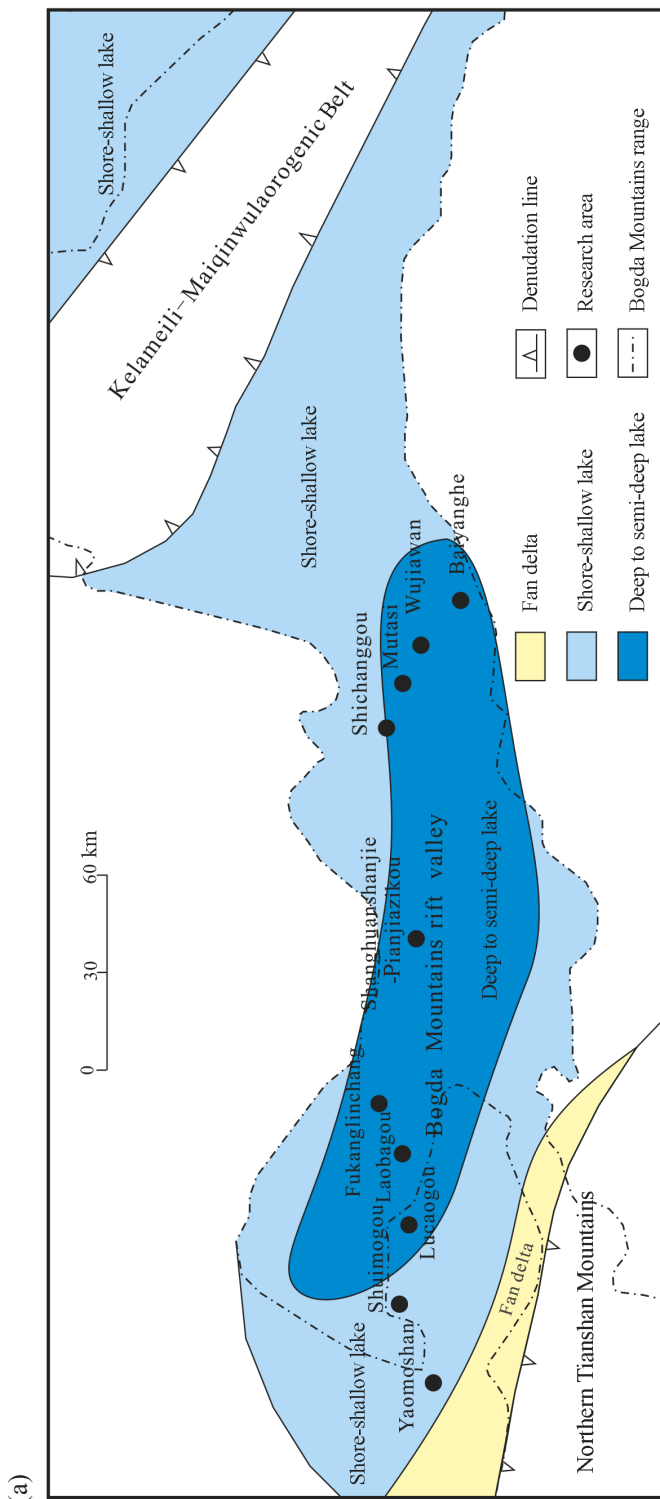 (a)
0 30 60 km
Shore-shallow lake
Kelameili-Maiqinwulaorogenic Belt
Shore-shallow lake
Shore-shallow lake
Fukanglinchang
Shanghuanshanjie
-Pianjiazikou
Shichanggou
Mutasi
Wujiawan
Baiyanghe
Shuimogou
Laobagou
Yaomoshan
Lucaogou
Bogda Mountains rift valley
Deep to semi-deep lake
Fan delta
Northern Tianshan Mountains
Fan delta
Shore-shallow lake
Deep to semi-deep lake
Denudation line
Research area
Bogda Mountains range